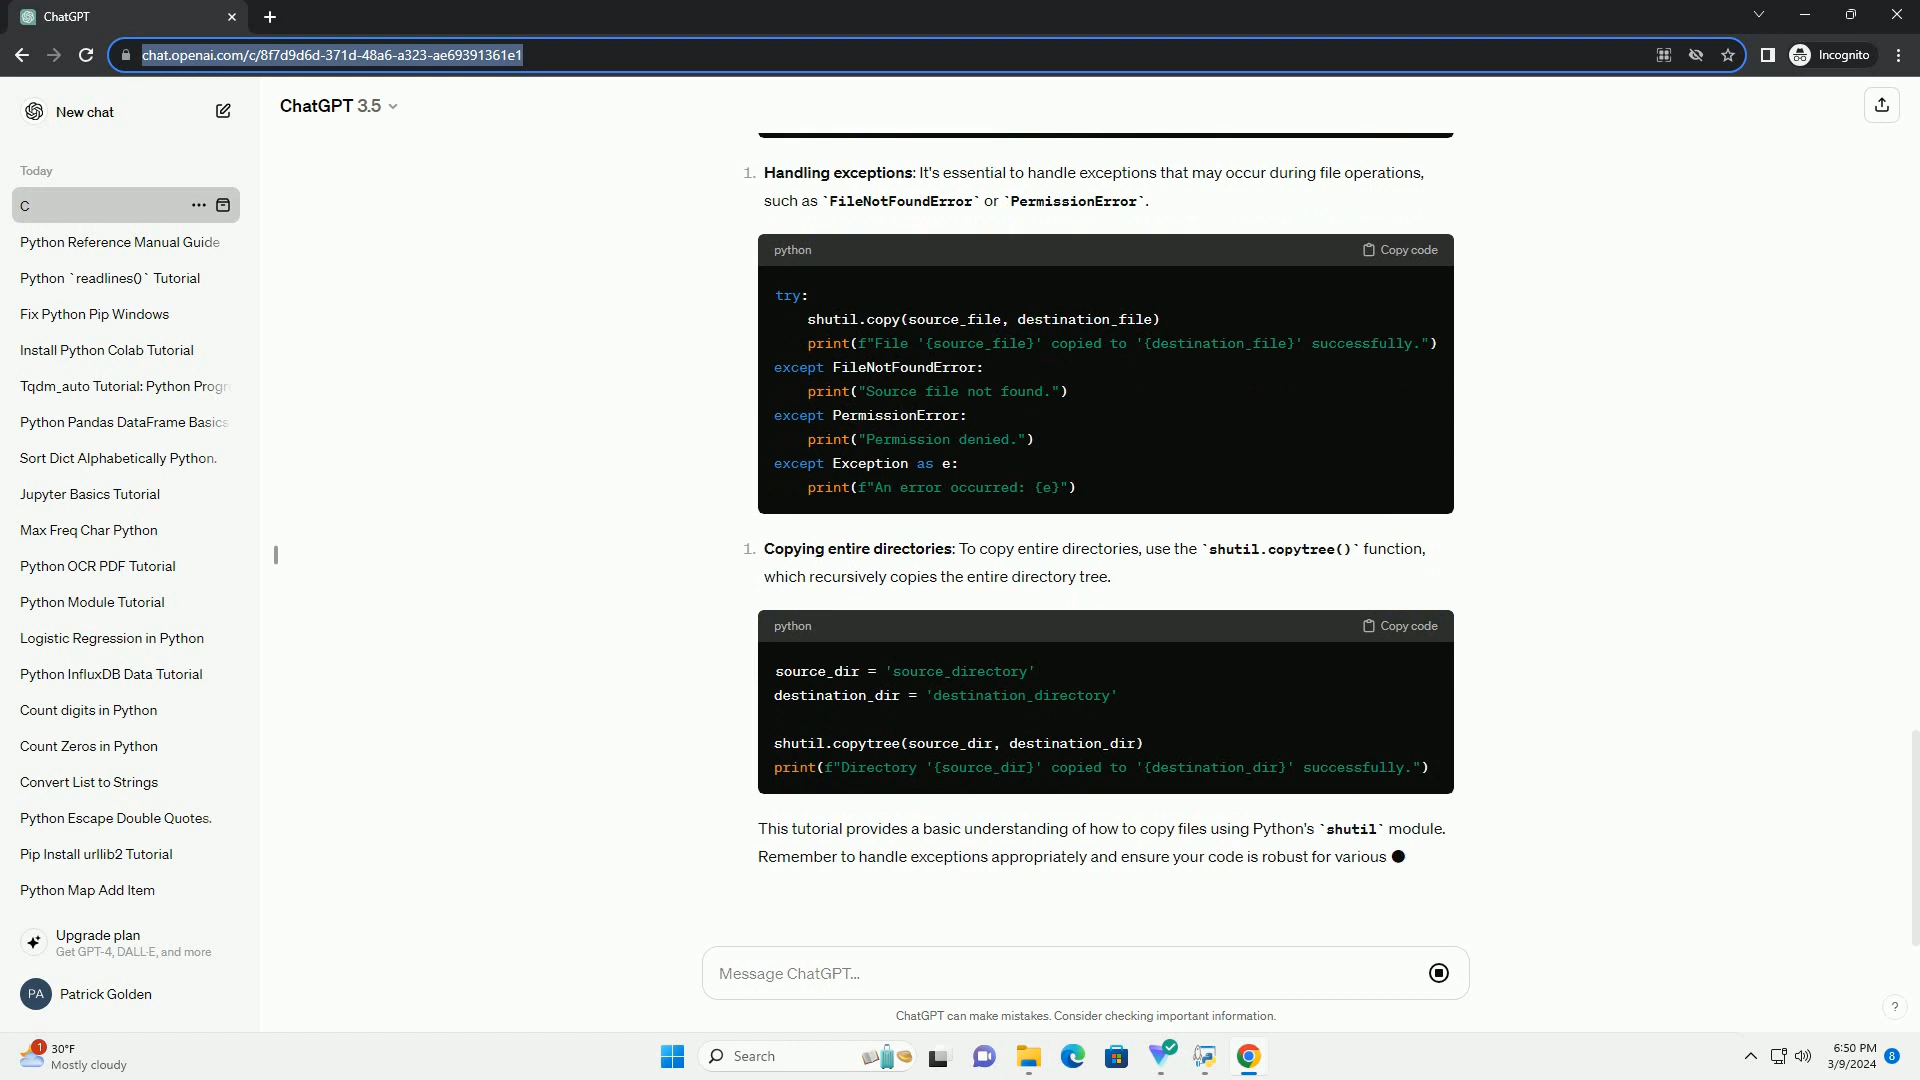 ChatGPT
chat.openai.com/c/8f7d9d6d-371d-48a6-a323-ae69391361e1
Incognito
New chat
Today
C
Python Reference Manual Guide
Python `readlines()` Tutorial
Fix Python Pip Windows
Install Python Colab Tutorial
Tqdm_auto Tutorial: Python Progr
Python Pandas DataFrame Basics
Sort Dict Alphabetically Python.
Jupyter Basics Tutorial
Max Freq Char Python
Python OCR PDF Tutorial
Python Module Tutorial
Logistic Regression in Python
Python InfluxDB Data Tutorial
Count digits in Python
Count Zeros in Python
Convert List to Strings
Python Escape Double Quotes.
Pip Install urllib2 Tutorial
Python Map Add Item
Upgrade plan
Get GPT-4, DALL·E, and more
PA Patrick Golden
ChatGPT 3.5
1. Handling exceptions: It's essential to handle exceptions that may occur during file operations,
such as `FileNotFoundError` or `PermissionError`.
python Copy code
try:
    shutil.copy(source_file, destination_file)
    print(f"File '{source_file}' copied to '{destination_file}' successfully.")
except FileNotFoundError:
    print("Source file not found.")
except PermissionError:
    print("Permission denied.")
except Exception as e:
    print(f"An error occurred: {e}")
1. Copying entire directories: To copy entire directories, use the `shutil.copytree()` function,
which recursively copies the entire directory tree.
python Copy code
source_dir = 'source_directory'
destination_dir = 'destination_directory'
shutil.copytree(source_dir, destination_dir)
print(f"Directory '{source_dir}' copied to '{destination_dir}' successfully.")
This tutorial provides a basic understanding of how to copy files using Python's `shutil` module.
Remember to handle exceptions appropriately and ensure your code is robust for various
Message ChatGPT...
ChatGPT can make mistakes. Consider checking important information.
?
1
30°F
Mostly cloudy
Search
6:50 PM
3/9/2024
8